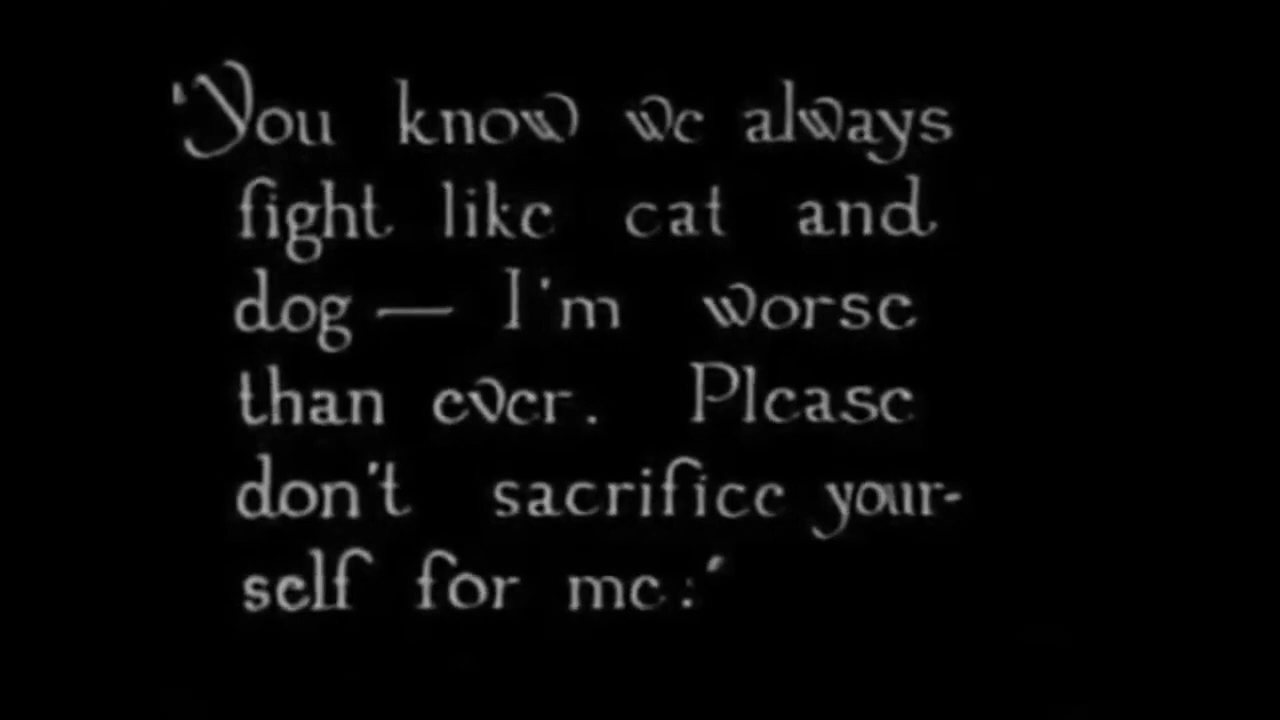 'You know we always
fight like cat and
dog — I'm worse
than ever. Please
don't sacrifice your-
self for me.'